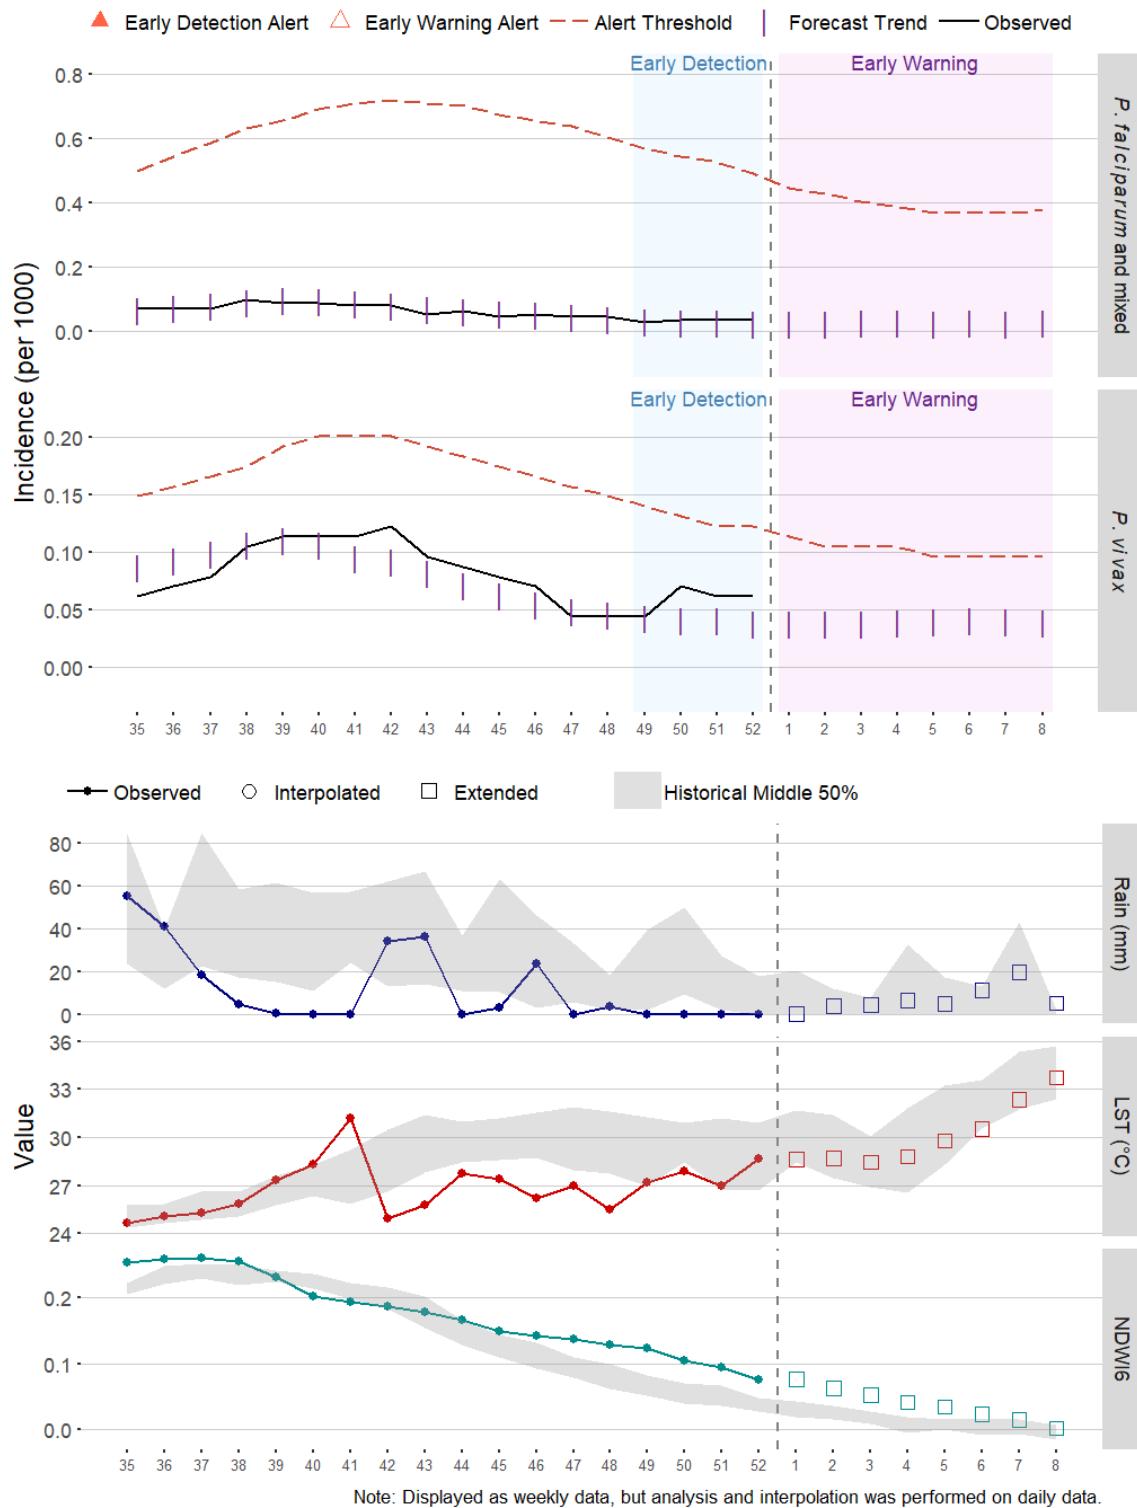 Early Detection Alert Early Warning Alert Alert Threshold Forecast Trend Observed
Early Detection Early Warning
0.8
0.6
0.4
0.2
0.0
P. falciparum and mixed
Incidence (per 1000)
Early Detection Early Warning
0.20
0.15
0.10
0.05
0.00
P. vivax
35 36 37 38 39 40 41 42 43 44 45 46 47 48 49 50 51 52 1 2 3 4 5 6 7 8
Observed Interpolated Extended Historical Middle 50%
80
60
40
20
0
Rain (mm)
36
33
30
27
24
LST (°C)
Value
0.2
0.1
0.0
NDWI6
35 36 37 38 39 40 41 42 43 44 45 46 47 48 49 50 51 52 1 2 3 4 5 6 7 8
Note: Displayed as weekly data, but analysis and interpolation was performed on daily data.